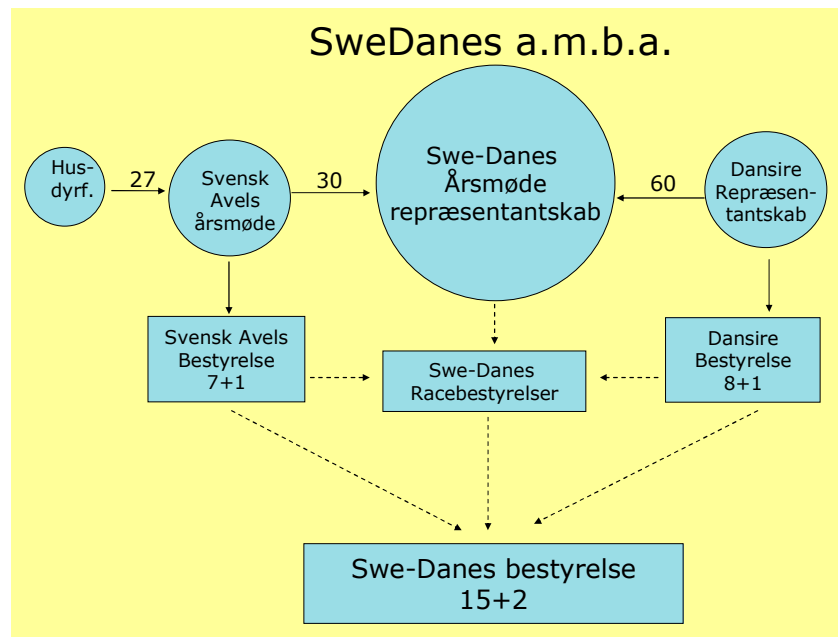 SweDanes a.m.b.a.
Hus-
dyrf.
27
Svensk
Avels
årsmøde
30
Swe-Danes
Årsmøde
repræsentantskab
60
Dansire
Repræsen-
tantskab
Svensk Avels
Bestyrelse
7+1
Swe-Danes
Racebestyrelser
Dansire
Bestyrelse
8+1
Swe-Danes bestyrelse
15+2